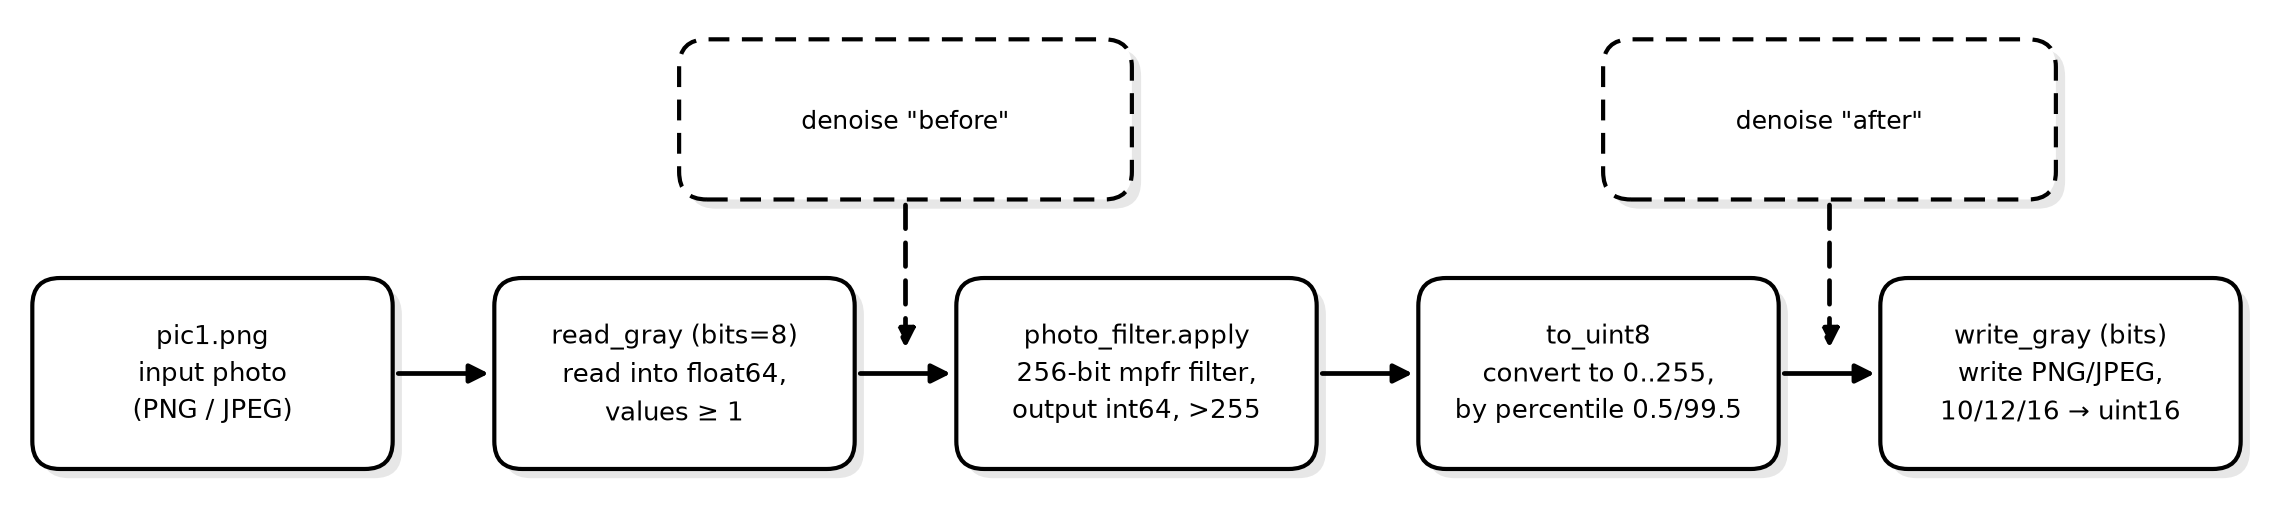 denoise "before"
denoise "after"
pic1.png
input photo
(PNG / JPEG)
read_gray (bits=8)
read into float64,
values ≥ 1
photo_filter.apply
256-bit mpfr filter,
output int64, >255
to_uint8
convert to 0..255,
by percentile 0.5/99.5
write_gray (bits)
write PNG/JPEG,
10/12/16 → uint16